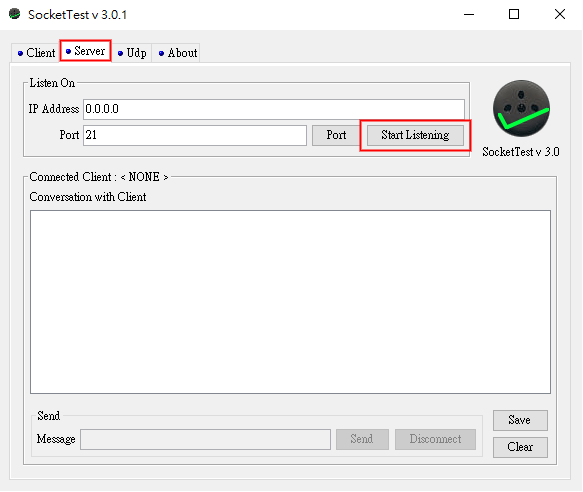 SocketTest v 3.0.1
Client Server Udp About
Listen On
IP Address 0.0.0.0
Port 21 Port Start Listening
SocketTest v 3.0
Connected Client : < NONE >
Conversation with Client
Send
Message Send Disconnect
Save
Clear